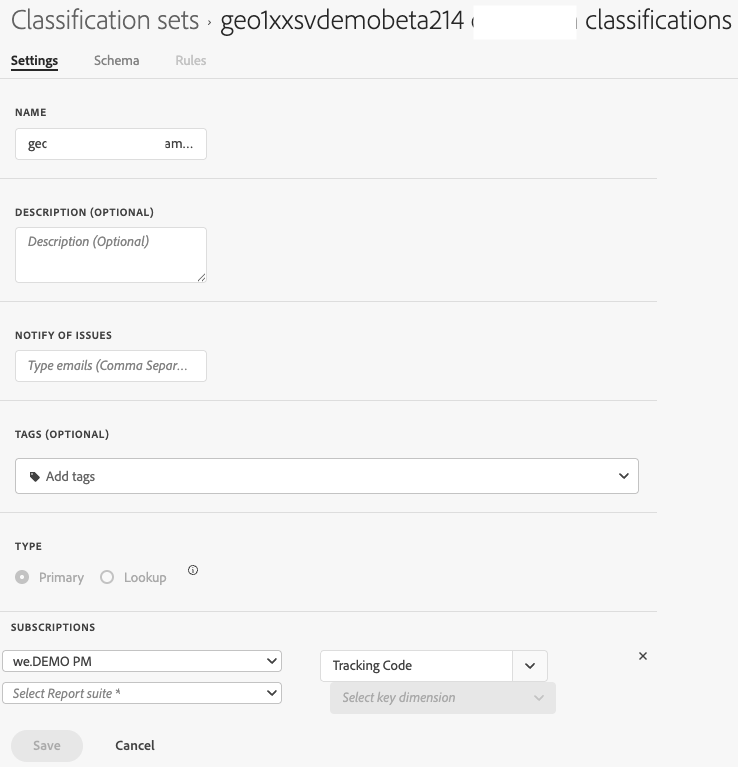 Classification sets › geo1xxsvdemobeta214 classifications
Settings Schema Rules
NAME
gec am...
DESCRIPTION (OPTIONAL)
Description (Optional)
NOTIFY OF ISSUES
Type emails (Comma Separ...
TAGS (OPTIONAL)
Add tags
TYPE
Primary Lookup
SUBSCRIPTIONS
we.DEMO PM Tracking Code
Select Report suite * Select key dimension
Save Cancel